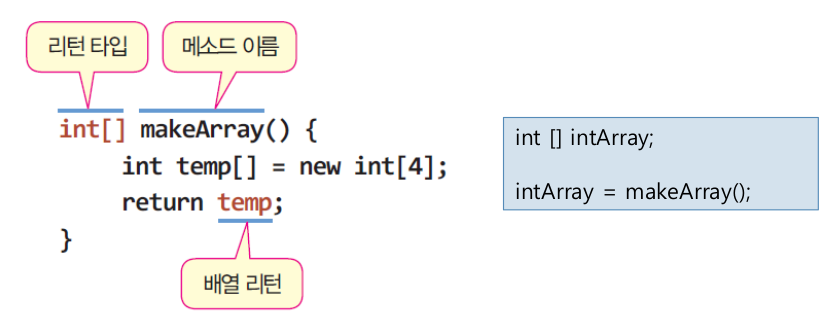 리턴 타입
메소드 이름
int[] makeArray() {
int temp[] = new int[4];
return temp;
}
배열 리턴
int [] intArray;
intArray = makeArray();